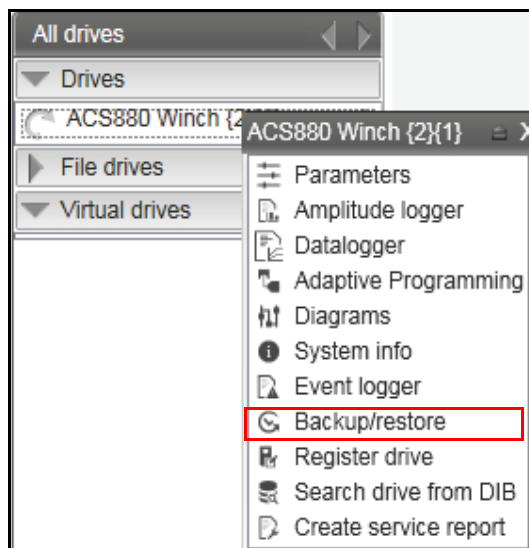 All drives
Drives
ACS880 Winch {2
File drives
Virtual drives
ACS880 Winch {2}{1} X
Parameters
Amplitude logger
Datalogger
Adaptive Programming
Diagrams
System info
Event logger
Backup/restore
Register drive
Search drive from DIB
Create service report